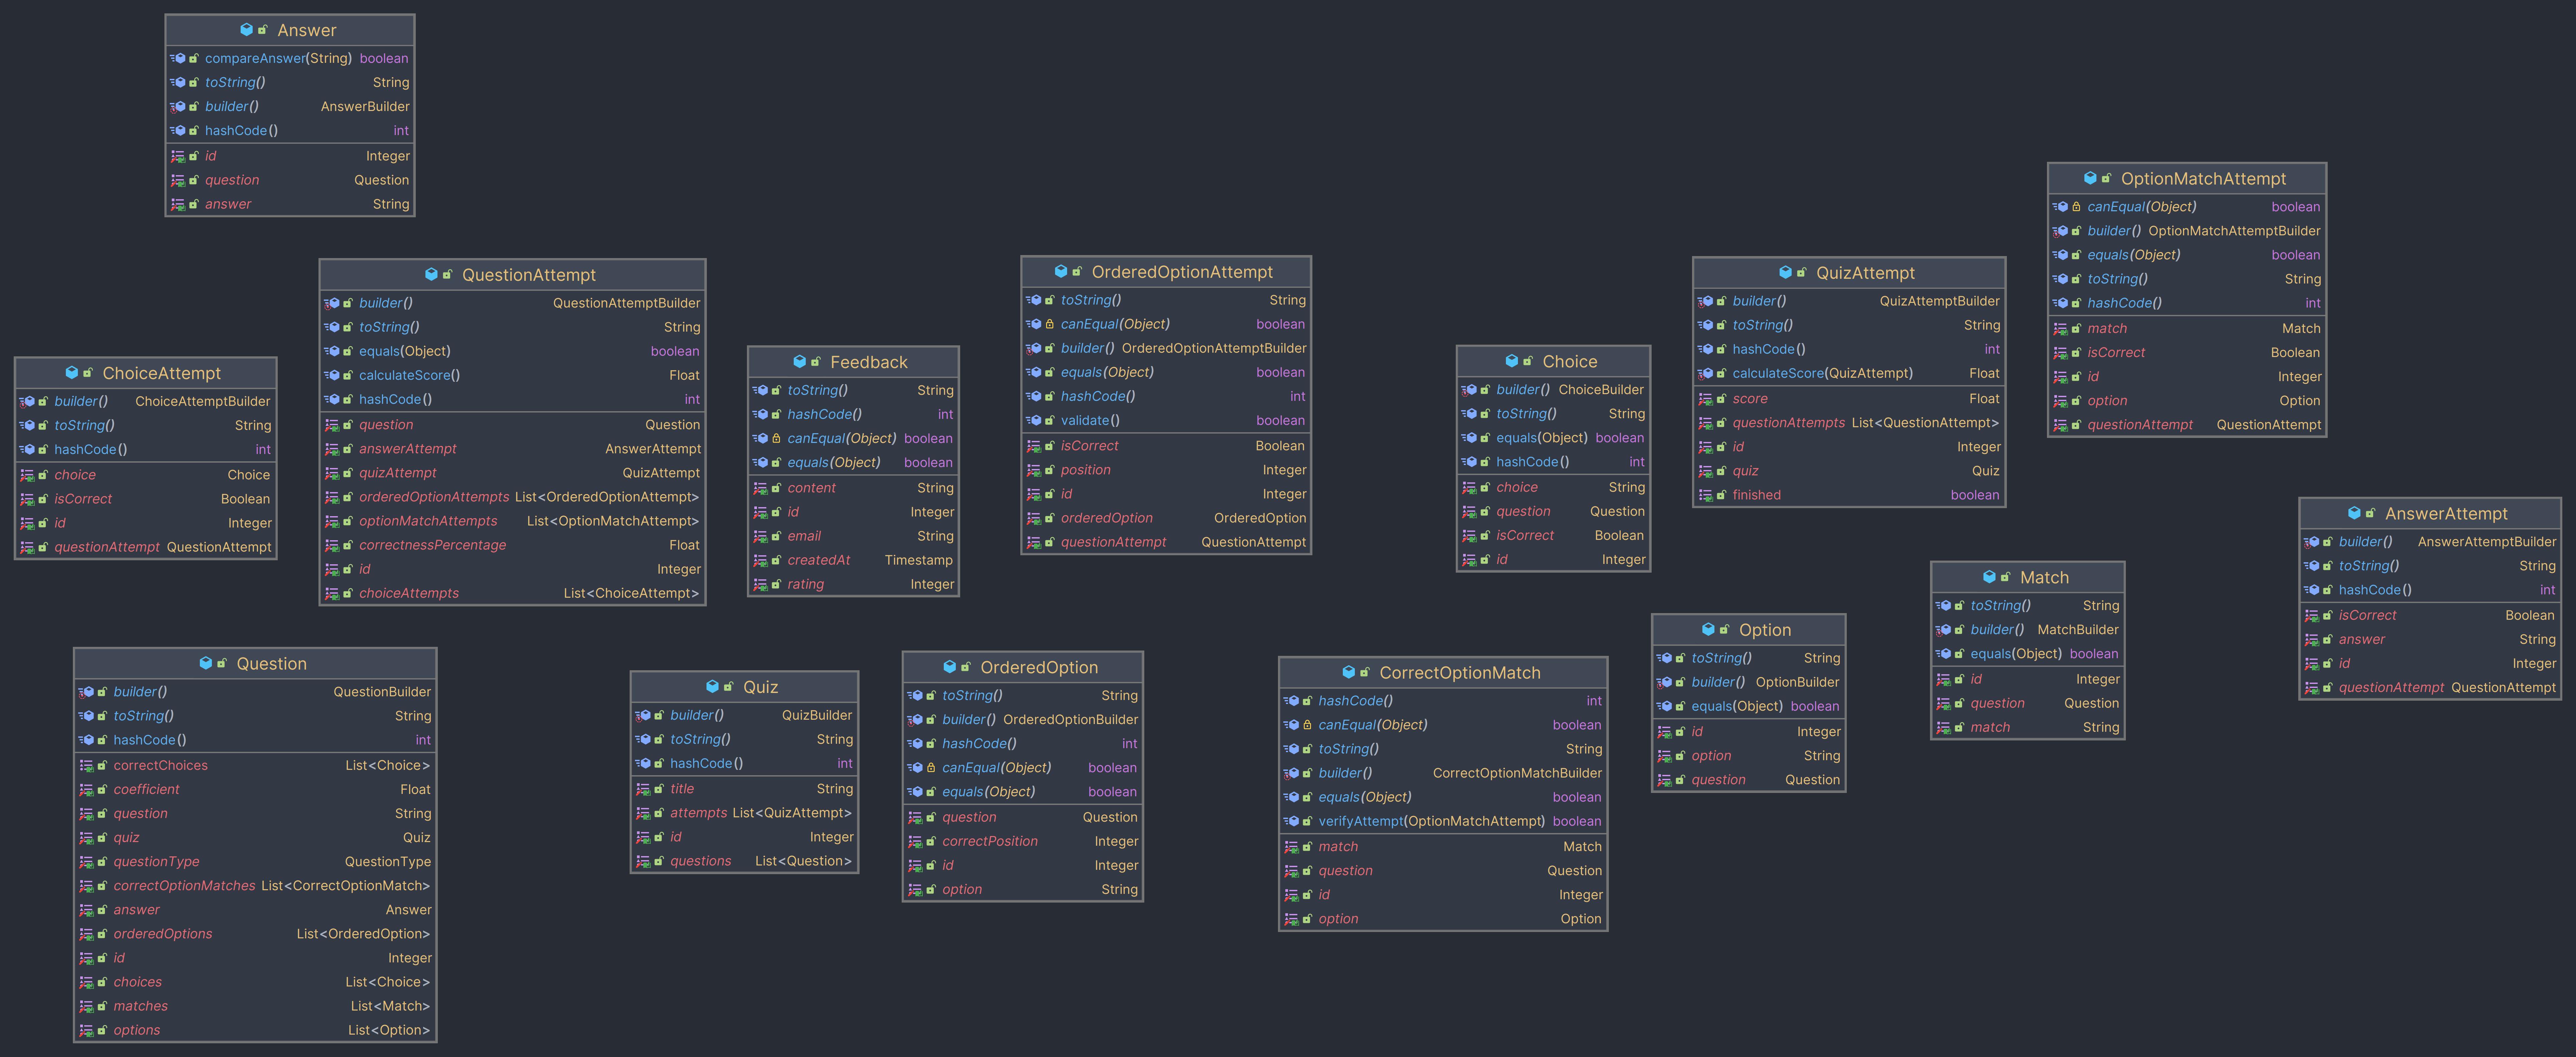 Answer
compareAnswer(String) boolean
toString() String
builder() AnswerBuilder
hashCode() int
id Integer
question Question
answer String
QuestionAttempt
builder() QuestionAttemptBuilder
toString() String
equals(Object) boolean
calculateScore() Float
hashCode() int
question Question
answerAttempt AnswerAttempt
quizAttempt QuizAttempt
orderedOptionAttempts List<OrderedOptionAttempt>
optionMatchAttempts List<OptionMatchAttempt>
correctnessPercentage Float
id Integer
choiceAttempts List<ChoiceAttempt>
ChoiceAttempt
builder() ChoiceAttemptBuilder
toString() String
hashCode() int
choice Choice
isCorrect Boolean
id Integer
questionAttempt QuestionAttempt
Feedback
toString() String
hashCode() int
canEqual(Object) boolean
equals(Object) boolean
content String
id Integer
email String
createdAt Timestamp
rating Integer
OrderedOptionAttempt
toString() String
canEqual(Object) boolean
builder() OrderedOptionAttemptBuilder
equals(Object) boolean
hashCode() int
validate() boolean
isCorrect Boolean
position Integer
id Integer
orderedOption OrderedOption
questionAttempt QuestionAttempt
Choice
builder() ChoiceBuilder
toString() String
equals(Object) boolean
hashCode() int
choice String
question Question
isCorrect Boolean
id Integer
QuizAttempt
builder() QuizAttemptBuilder
toString() String
hashCode() int
calculateScore(QuizAttempt) Float
score Float
questionAttempts List<QuestionAttempt>
id Integer
quiz Quiz
finished boolean
OptionMatchAttempt
canEqual(Object) boolean
builder() OptionMatchAttemptBuilder
equals(Object) boolean
toString() String
hashCode() int
match Match
isCorrect Boolean
id Integer
option Option
questionAttempt QuestionAttempt
AnswerAttempt
builder() AnswerAttemptBuilder
toString() String
hashCode() int
isCorrect Boolean
answer String
id Integer
questionAttempt QuestionAttempt
Question
builder() QuestionBuilder
toString() String
hashCode() int
correctChoices List<Choice>
coefficient Float
question String
quiz Quiz
questionType QuestionType
correctOptionMatches List<CorrectOptionMatch>
answer Answer
orderedOptions List<OrderedOption>
id Integer
choices List<Choice>
matches List<Match>
options List<Option>
Quiz
builder() QuizBuilder
toString() String
hashCode() int
title String
attempts List<QuizAttempt>
id Integer
questions List<Question>
OrderedOption
toString() String
builder() OrderedOptionBuilder
hashCode() int
canEqual(Object) boolean
equals(Object) boolean
question Question
correctPosition Integer
id Integer
option String
CorrectOptionMatch
hashCode() int
canEqual(Object) boolean
toString() String
builder() CorrectOptionMatchBuilder
equals(Object) boolean
verifyAttempt(OptionMatchAttempt) boolean
match Match
question Question
id Integer
option Option
Option
toString() String
builder() OptionBuilder
equals(Object) boolean
id Integer
option String
question Question
Match
toString() String
builder() MatchBuilder
equals(Object) boolean
id Integer
question Question
match String